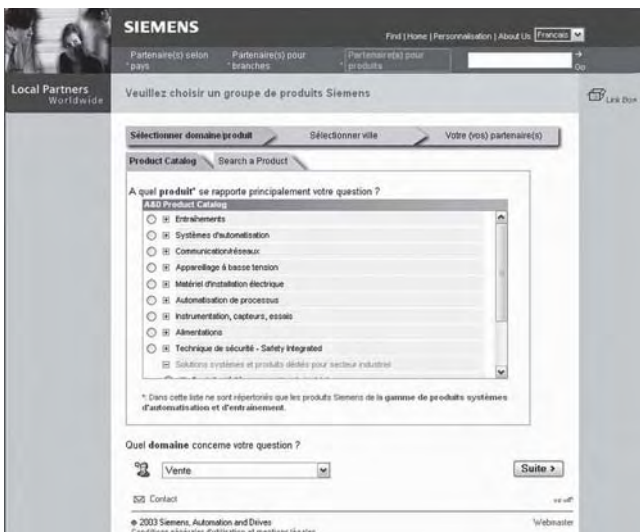 SIEMENS
Find | Home | Personnalisation | About Us Français
Partenaire(s) selon pays
Partenaire(s) pour branches
Partenaire(s) pour produits
Go
Local Partners
Worldwide
Veuillez choisir un groupe de produits Siemens
Link Box
Sélectionner domaine/produit
Sélectionner ville
Votre (vos) partenaire(s)
Product Catalog
Search a Product
A quel produit* se rapporte principalement votre question ?
A&D Product Catalog
Entraînements
Systèmes d'automatisation
Communication/réseaux
Appareillage à basse tension
Matériel d'installation électrique
Automatisation de processus
Instrumentation, capteurs, essais
Alimentations
Technique de sécurité - Safety Integrated
Solutions systèmes et produits dédiés pour secteur industriel
*: Dans cette liste ne sont répertoriés que les produits Siemens de la gamme de produits systèmes
d'automatisation et d'entraînement.
Quel domaine concerne votre question ?
Vente
Suite >
Contact
© 2003 Siemens, Automation and Drives
Webmaster
Conditions générales d'utilisation et mentions légales